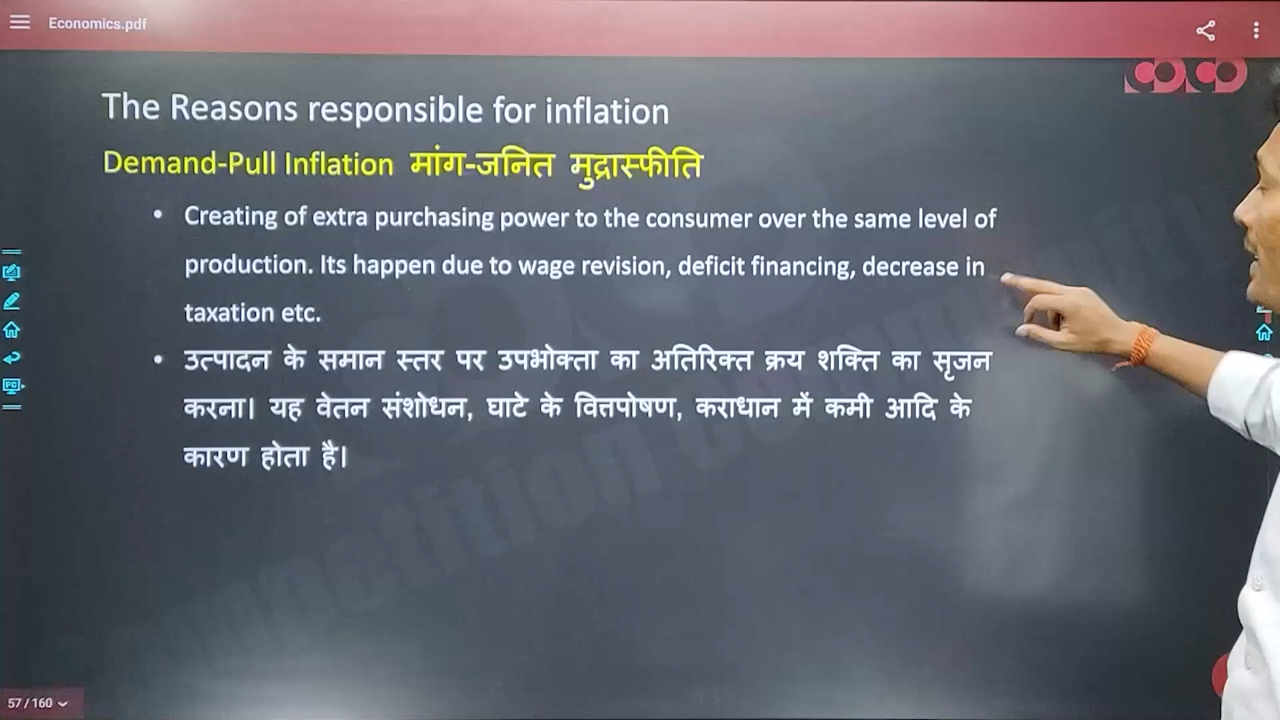 Economics.pdf
The Reasons responsible for inflation
Demand-Pull Inflation मांग-जनित मुद्रास्फीति
• Creating of extra purchasing power to the consumer over the same level of
production. Its happen due to wage revision, deficit financing, decrease in
taxation etc.
• उत्पादन के समान स्तर पर उपभोक्ता का अतिरिक्त क्रय शक्ति का सृजन
करना। यह वेतन संशोधन, घाटे के वित्तपोषण, कराधान में कमी आदि के
कारण होता है।
57 / 160